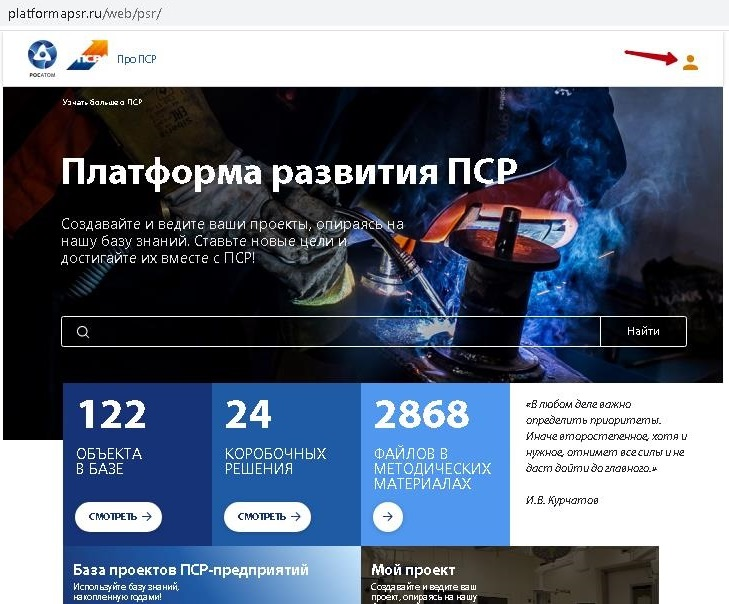 platformapsr.ru/web/psr/
РОСАТОМ
ПСР
Про ПСР
Узнать больше о ПСР
Платформа развития ПСР
Создавайте и ведите ваши проекты, опираясь на
нашу базу знаний. Ставьте новые цели и
достигайте их вместе с ПСР!
Найти
122
ОБЪЕКТА
В БАЗЕ
СМОТРЕТЬ →
24
КОРОБОЧНЫХ
РЕШЕНИЯ
СМОТРЕТЬ →
2868
ФАЙЛОВ В
МЕТОДИЧЕСКИХ
МАТЕРИАЛАХ
→
«В любом деле важно
определить приоритеты.
Иначе второстепенное, хотя и
нужное, отнимет все силы и не
даст дойти до главного.»
И.В. Курчатов
База проектов ПСР-предприятий
Используйте базу знаний,
накопленную годами!
Мой проект
Создавайте и ведите ваш
проект, опираясь на нашу